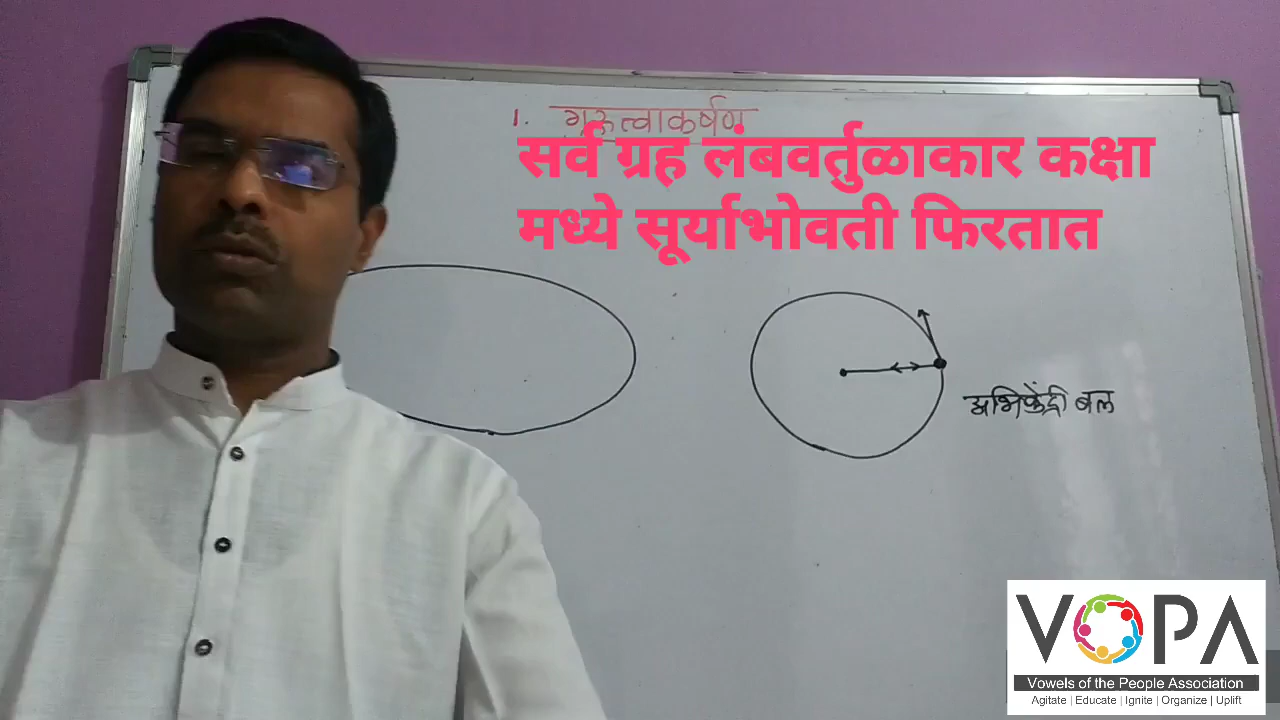 1. गुरुत्वाकर्षण
सर्व ग्रह लंबवर्तुळाकार कक्षा
मध्ये सूर्याभोवती फिरतात
अभिकेंद्री बल
VOPA
Vowels of the People Association
Agitate | Educate | Ignite | Organize | Uplift